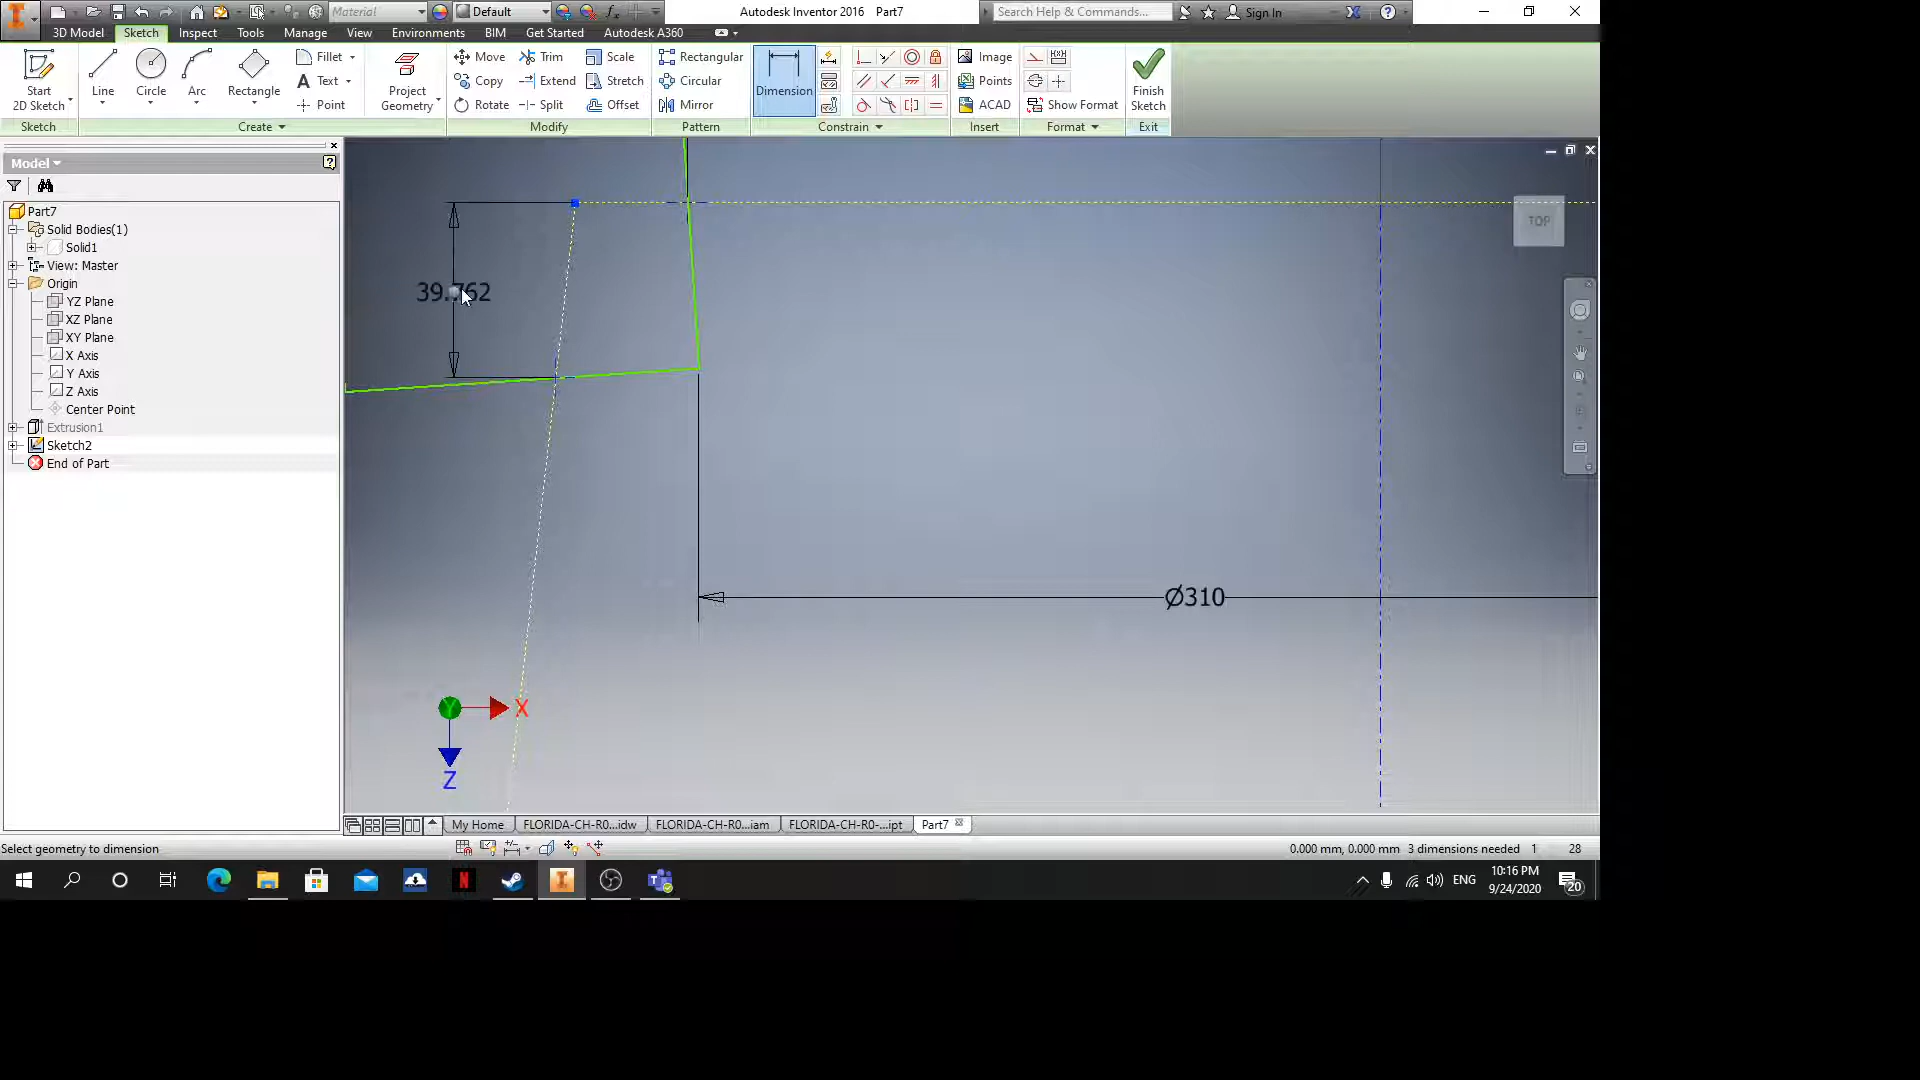 Material
Default
Autodesk Inventor 2016 Part7
Search Help & Commands...
Sign In
3D Model Sketch Inspect Tools Manage View Environments BIM Get Started Autodesk A360
Start
2D Sketch
Line
Circle
Arc
Rectangle
Fillet
Text
Point
Project
Geometry
Move
Copy
Rotate
Trim
Extend
Split
Scale
Stretch
Offset
Rectangular
Circular
Mirror
Dimension
Image
Points
ACAD
Show Format
Finish
Sketch
Sketch Create Modify Pattern Constrain Insert Format Exit
Model
Part7
Solid Bodies(1)
Solid1
View: Master
Origin
YZ Plane
XZ Plane
XY Plane
X Axis
Y Axis
Z Axis
Center Point
Extrusion1
Sketch2
End of Part
39.762
TOP
Ø310
Y
X
Z
My Home FLORIDA-CH-R0...idw FLORIDA-CH-R0...iam FLORIDA-CH-R0-...ipt Part7
Select geometry to dimension
0.000 mm, 0.000 mm 3 dimensions needed 1 28
ENG
10:16 PM
9/24/2020
20